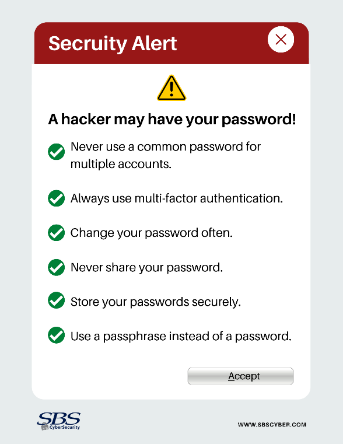 Secruity Alert
A hacker may have your password!
Never use a common password for
multiple accounts.
Always use multi-factor authentication.
Change your password often.
Never share your password.
Store your passwords securely.
Use a passphrase instead of a password.
Accept
SBS
CyberSecurity
WWW.SBSCYBER.COM